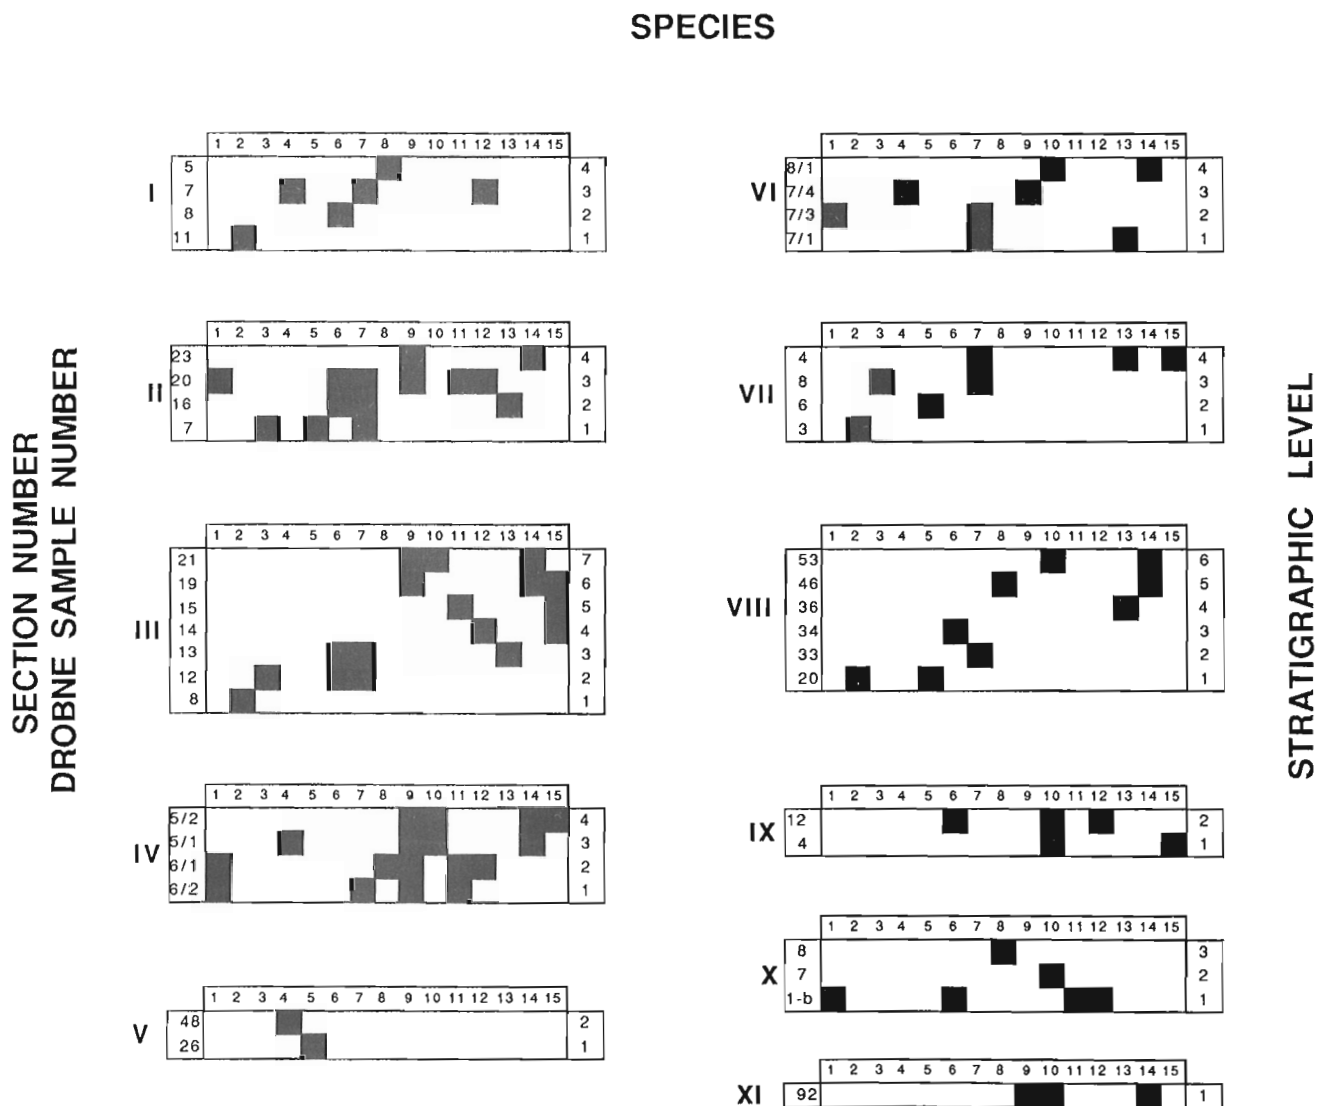 SPECIES
SECTION NUMBER
DROBNE SAMPLE NUMBER
I
1 2 3 4 5 6 7 8 9 10 11 12 13 14 15
5 4
7 3
8 2
11 1
II
1 2 3 4 5 6 7 8 9 10 11 12 13 14 15
23 4
20 3
16 2
7 1
III
1 2 3 4 5 6 7 8 9 10 11 12 13 14 15
21 7
19 6
15 5
14 4
13 3
12 2
8 1
IV
1 2 3 4 5 6 7 8 9 10 11 12 13 14 15
5/2 4
5/1 3
6/1 2
6/2 1
V
1 2 3 4 5 6 7 8 9 10 11 12 13 14 15
48 2
26 1
VI
1 2 3 4 5 6 7 8 9 10 11 12 13 14 15
8/1 4
7/4 3
7/3 2
7/1 1
VII
1 2 3 4 5 6 7 8 9 10 11 12 13 14 15
4 4
8 3
6 2
3 1
VIII
1 2 3 4 5 6 7 8 9 10 11 12 13 14 15
53 6
46 5
36 4
34 3
33 2
20 1
IX
1 2 3 4 5 6 7 8 9 10 11 12 13 14 15
12 2
4 1
X
1 2 3 4 5 6 7 8 9 10 11 12 13 14 15
8 3
7 2
1-b 1
XI
1 2 3 4 5 6 7 8 9 10 11 12 13 14 15
92 1
STRATIGRAPHIC LEVEL